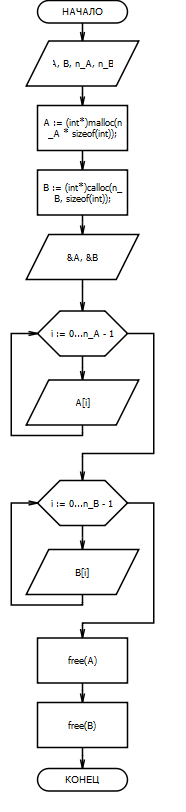 НАЧАЛО
A, B, n_A, n_B
A := (int*)malloc(n
_A * sizeof(int));
B := (int*)calloc(n_
B, sizeof(int));
&A, &B
i := 0...n_A - 1
A[i]
i := 0...n_B - 1
B[i]
free(A)
free(B)
КОНЕЦ